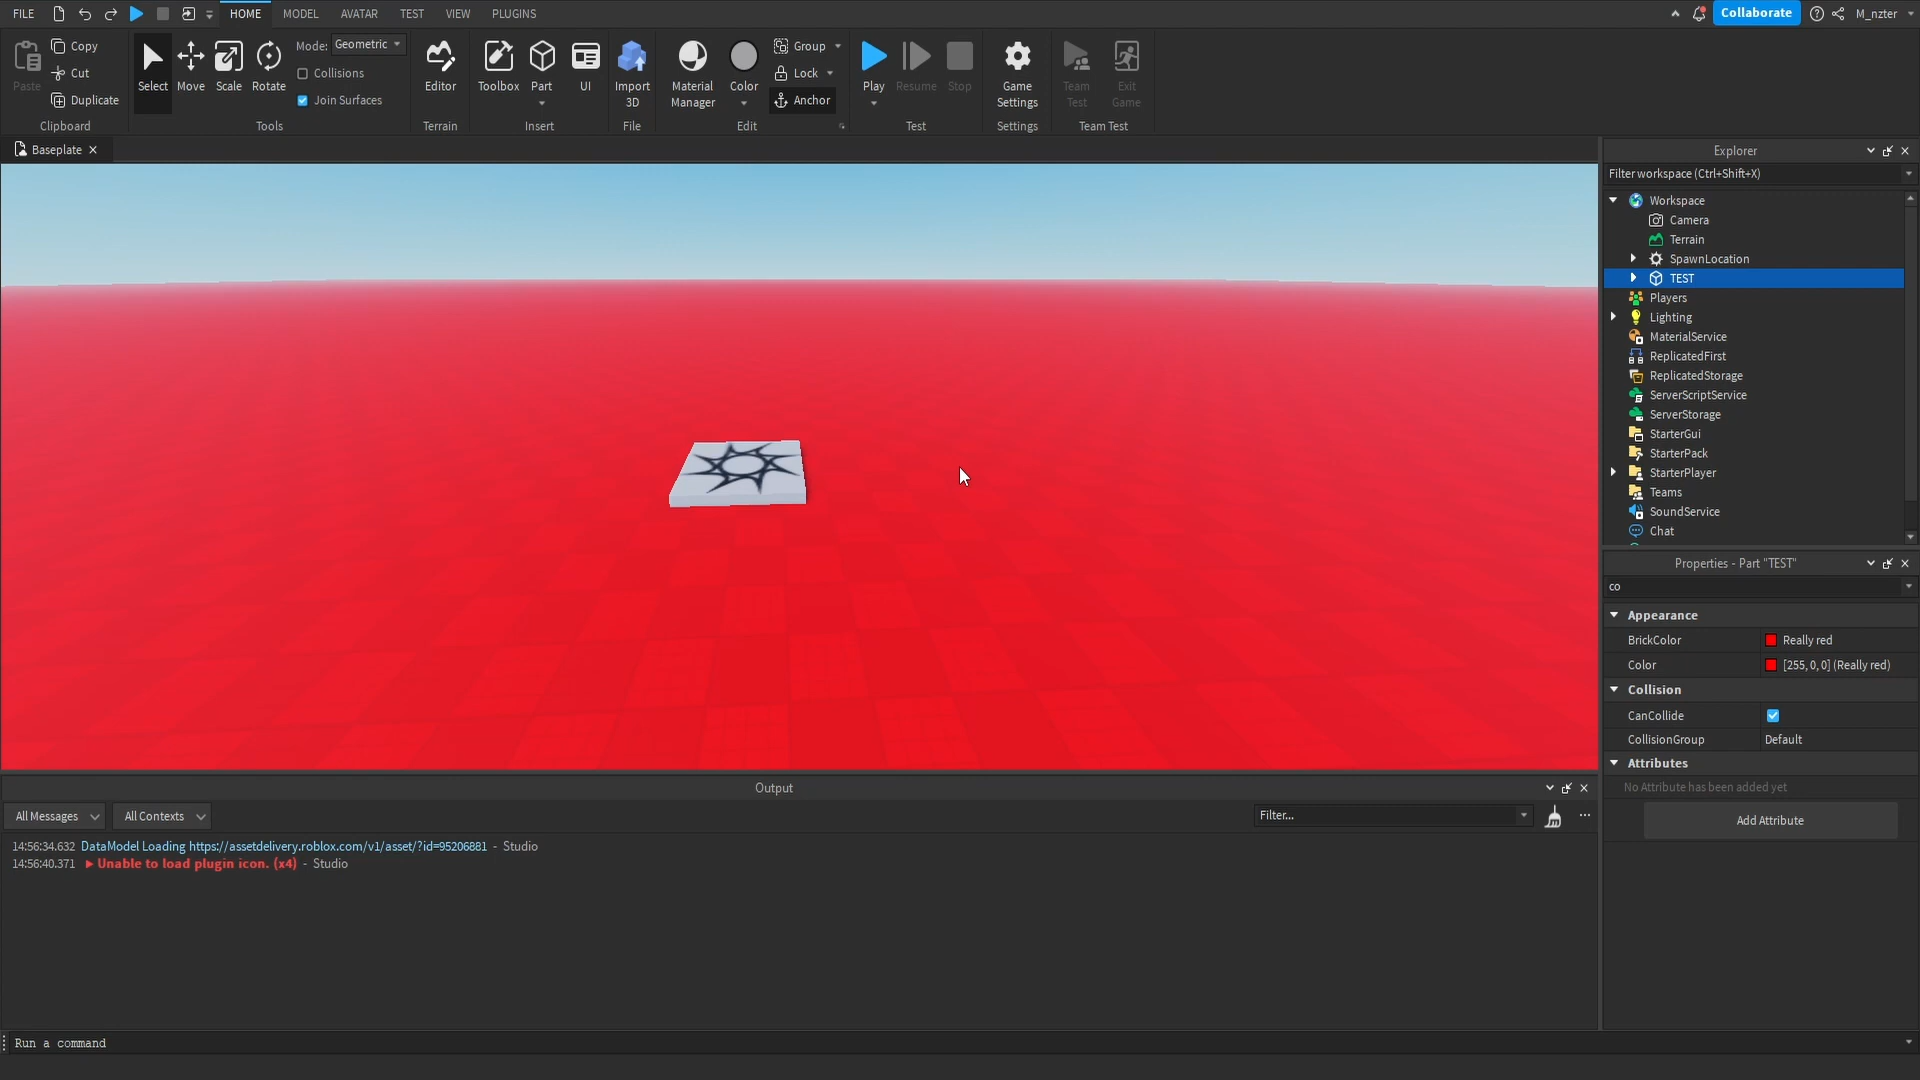 FILE HOME MODEL AVATAR TEST VIEW PLUGINS Collaborate M_nzter
Paste Copy Cut Duplicate Clipboard
Select Move Scale Rotate Mode: Geometric Collisions Join Surfaces Tools
Editor Terrain
Toolbox Part UI Insert
Import 3D File
Material Manager Color Group Lock Anchor Edit
Play Resume Stop Test
Game Settings Settings
Team Test Exit Game Team Test
Baseplate
Explorer
Filter workspace (Ctrl+Shift+X)
Workspace
Camera
Terrain
SpawnLocation
TEST
Players
Lighting
MaterialService
ReplicatedFirst
ReplicatedStorage
ServerScriptService
ServerStorage
StarterGui
StarterPack
StarterPlayer
Teams
SoundService
Chat
Properties - Part "TEST"
co
Appearance
BrickColor Really red
Color [255, 0, 0] (Really red)
Collision
CanCollide
CollisionGroup Default
Attributes
No Attribute has been added yet
Add Attribute
Output
All Messages All Contexts Filter...
14:56:34.632 DataModel Loading https://assetdelivery.roblox.com/v1/asset/?id=95206881 - Studio
14:56:40.371 Unable to load plugin icon. (x4) - Studio
Run a command